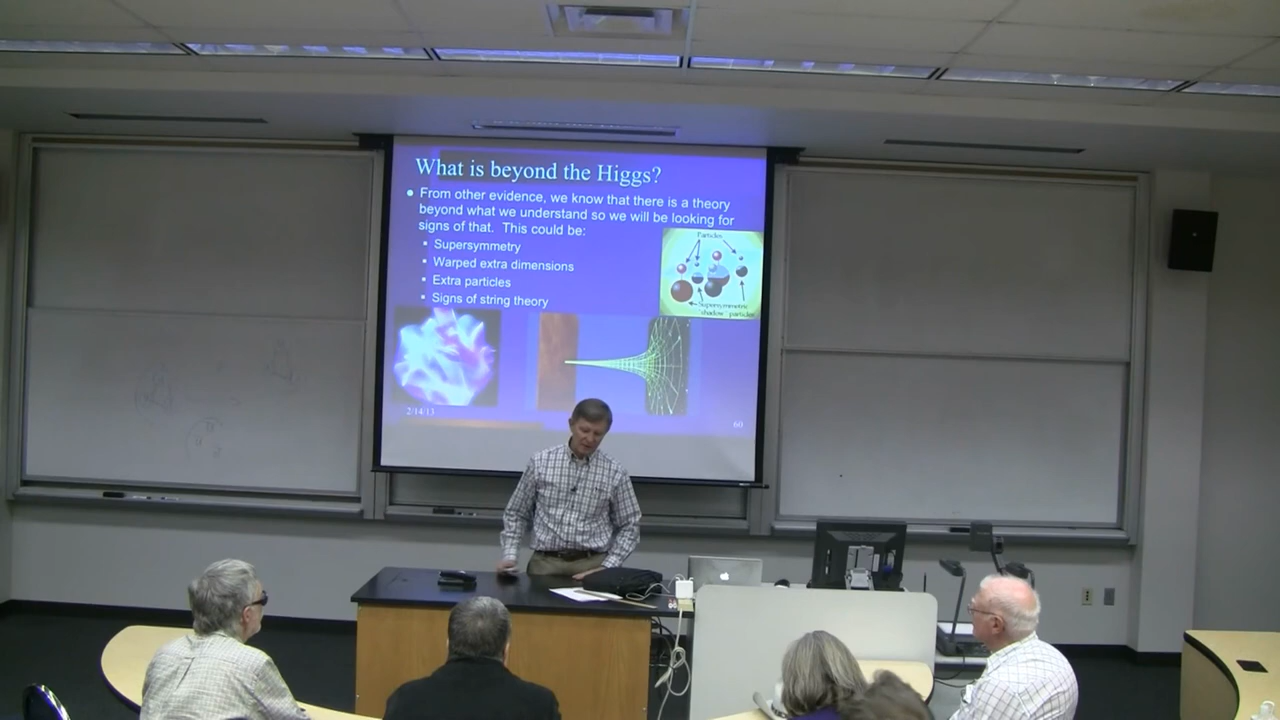 What is beyond the Higgs?
From other evidence, we know that there is a theory
beyond what we understand so we will be looking for
signs of that. This could be:
Supersymmetry
Warped extra dimensions
Extra particles
Signs of string theory
Particles
Supersymmetric
"shadow" particles
2/14/13
60